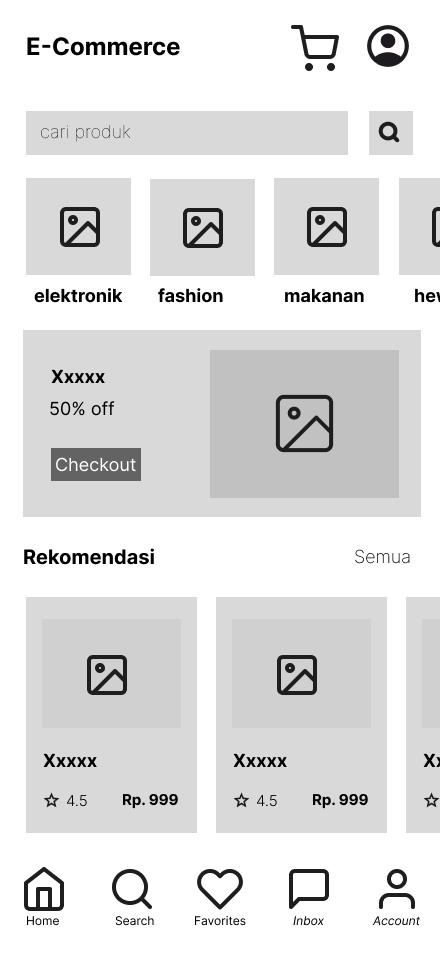 E-Commerce
cari produk
elektronik fashion makanan hew
Xxxxx
50% off
Checkout
Rekomendasi Semua
Xxxxx Xxxxx Xx
4.5 Rp. 999 4.5 Rp. 999 4
Home Search Favorites Inbox Account